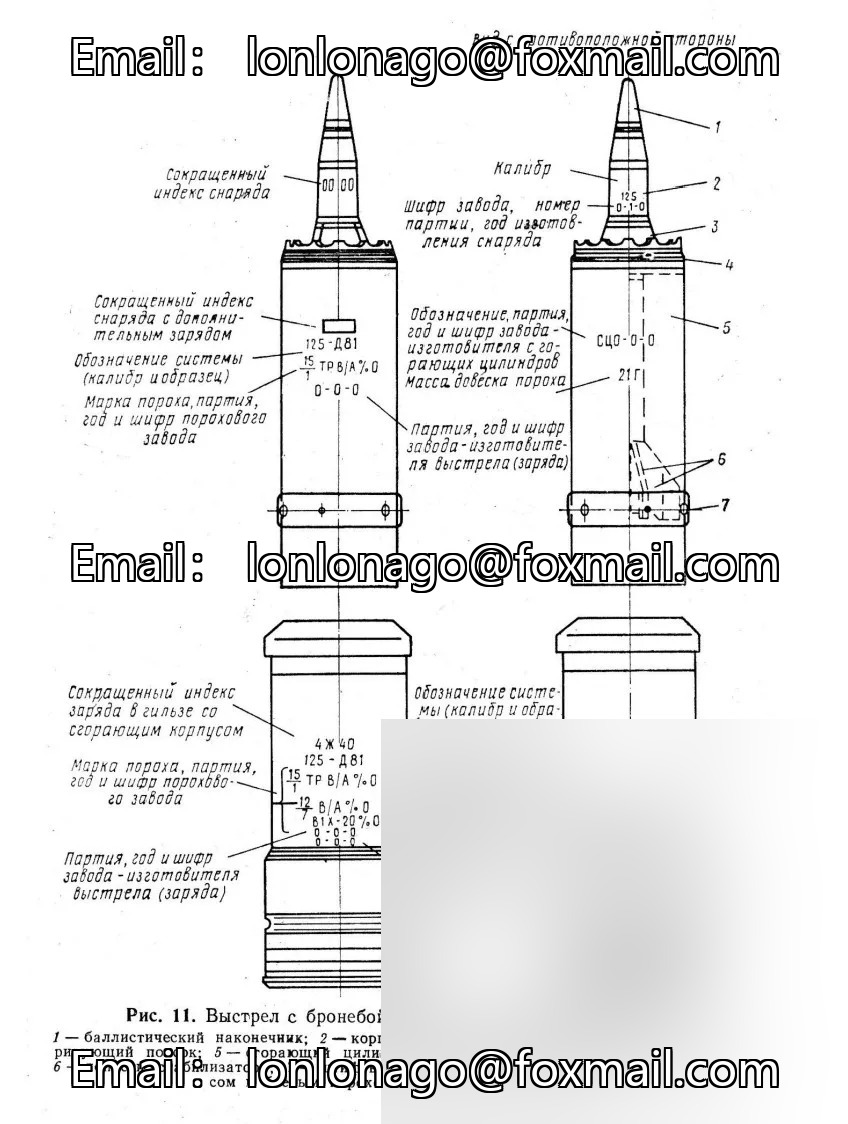 Email: lonlonago@foxmail.com
1
Сокращенный
индекс снаряда
00 00
Калибр
125
0-1-0
2
Шифр завода, номер
партии, год изготов-
ления снаряда
3
4
Сокращенный индекс
снаряда с дополни-
тельным зарядом
125-Д81
Обозначение системы
(калибр и образец)
15/1 ТР В/А % 0
0-0-0
Марка пороха, партия,
год и шифр порохового
завода
Обозначение, партия,
год и шифр завода-
изготовителя сго-
рающих цилиндров
Масса довеска пороха
СЦО-0-0
21Г
5
Партия, год и шифр
завода-изготовите-
ля выстрела (заряда)
6
7
Email: lonlonago@foxmail.com
Сокращенный индекс
заряда в гильзе со
сгорающим корпусом
4Ж40
125-Д81
Обозначение систе-
мы (калибр и обра-
Марка пороха, партия,
год и шифр порохово-
го завода
15/1 ТР В/А % 0
12/7 В/А % 0
В1Х-20 % 0
0-0-0
0-0-0
Партия, год и шифр
завода-изготовителя
выстрела (заряда)
Рис. 11. Выстрел с
1 — баллистический наконечник; 2 —
5 —
6
Email: lonlonago@foxmail.com